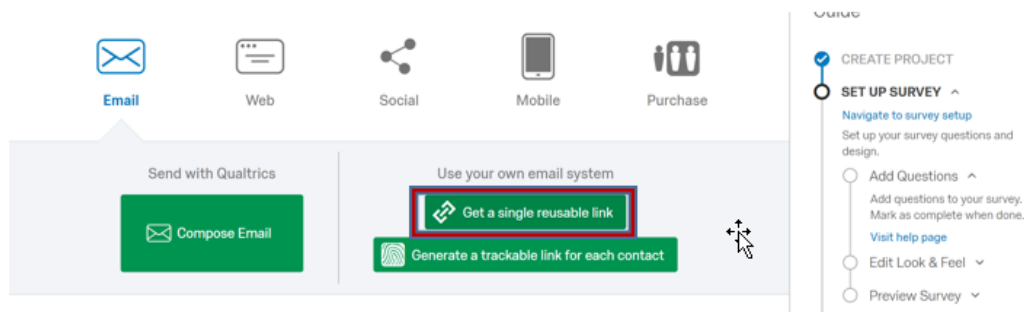 Guide
Email
Web
Social
Mobile
Purchase
Send with Qualtrics
Compose Email
Use your own email system
Get a single reusable link
Generate a trackable link for each contact
CREATE PROJECT
SET UP SURVEY
Navigate to survey setup
Set up your survey questions and
design.
Add Questions
Add questions to your survey.
Mark as complete when done.
Visit help page
Edit Look & Feel
Preview Survey